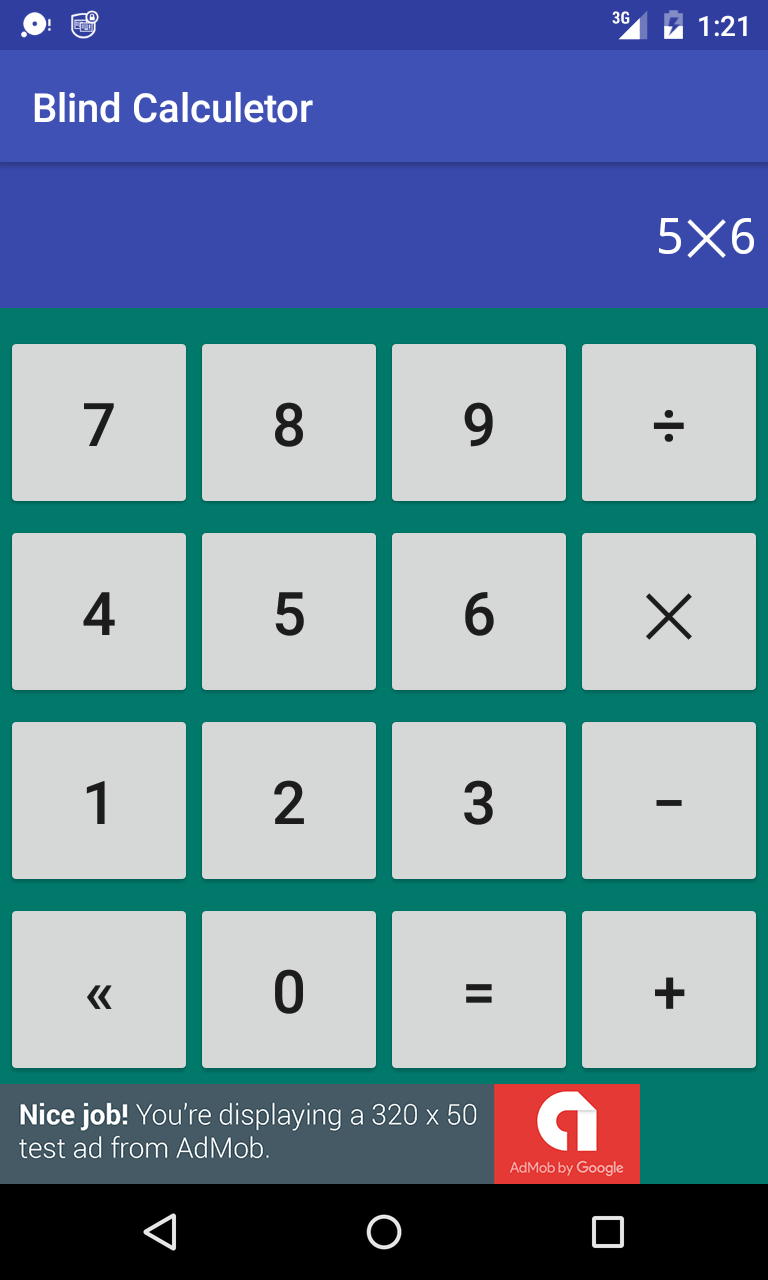 3G 1:21
Blind Calculetor
5×6
7 8 9 ÷
4 5 6 ×
1 2 3 −
« 0 = +
Nice job! You're displaying a 320 x 50
test ad from AdMob.
AdMob by Google